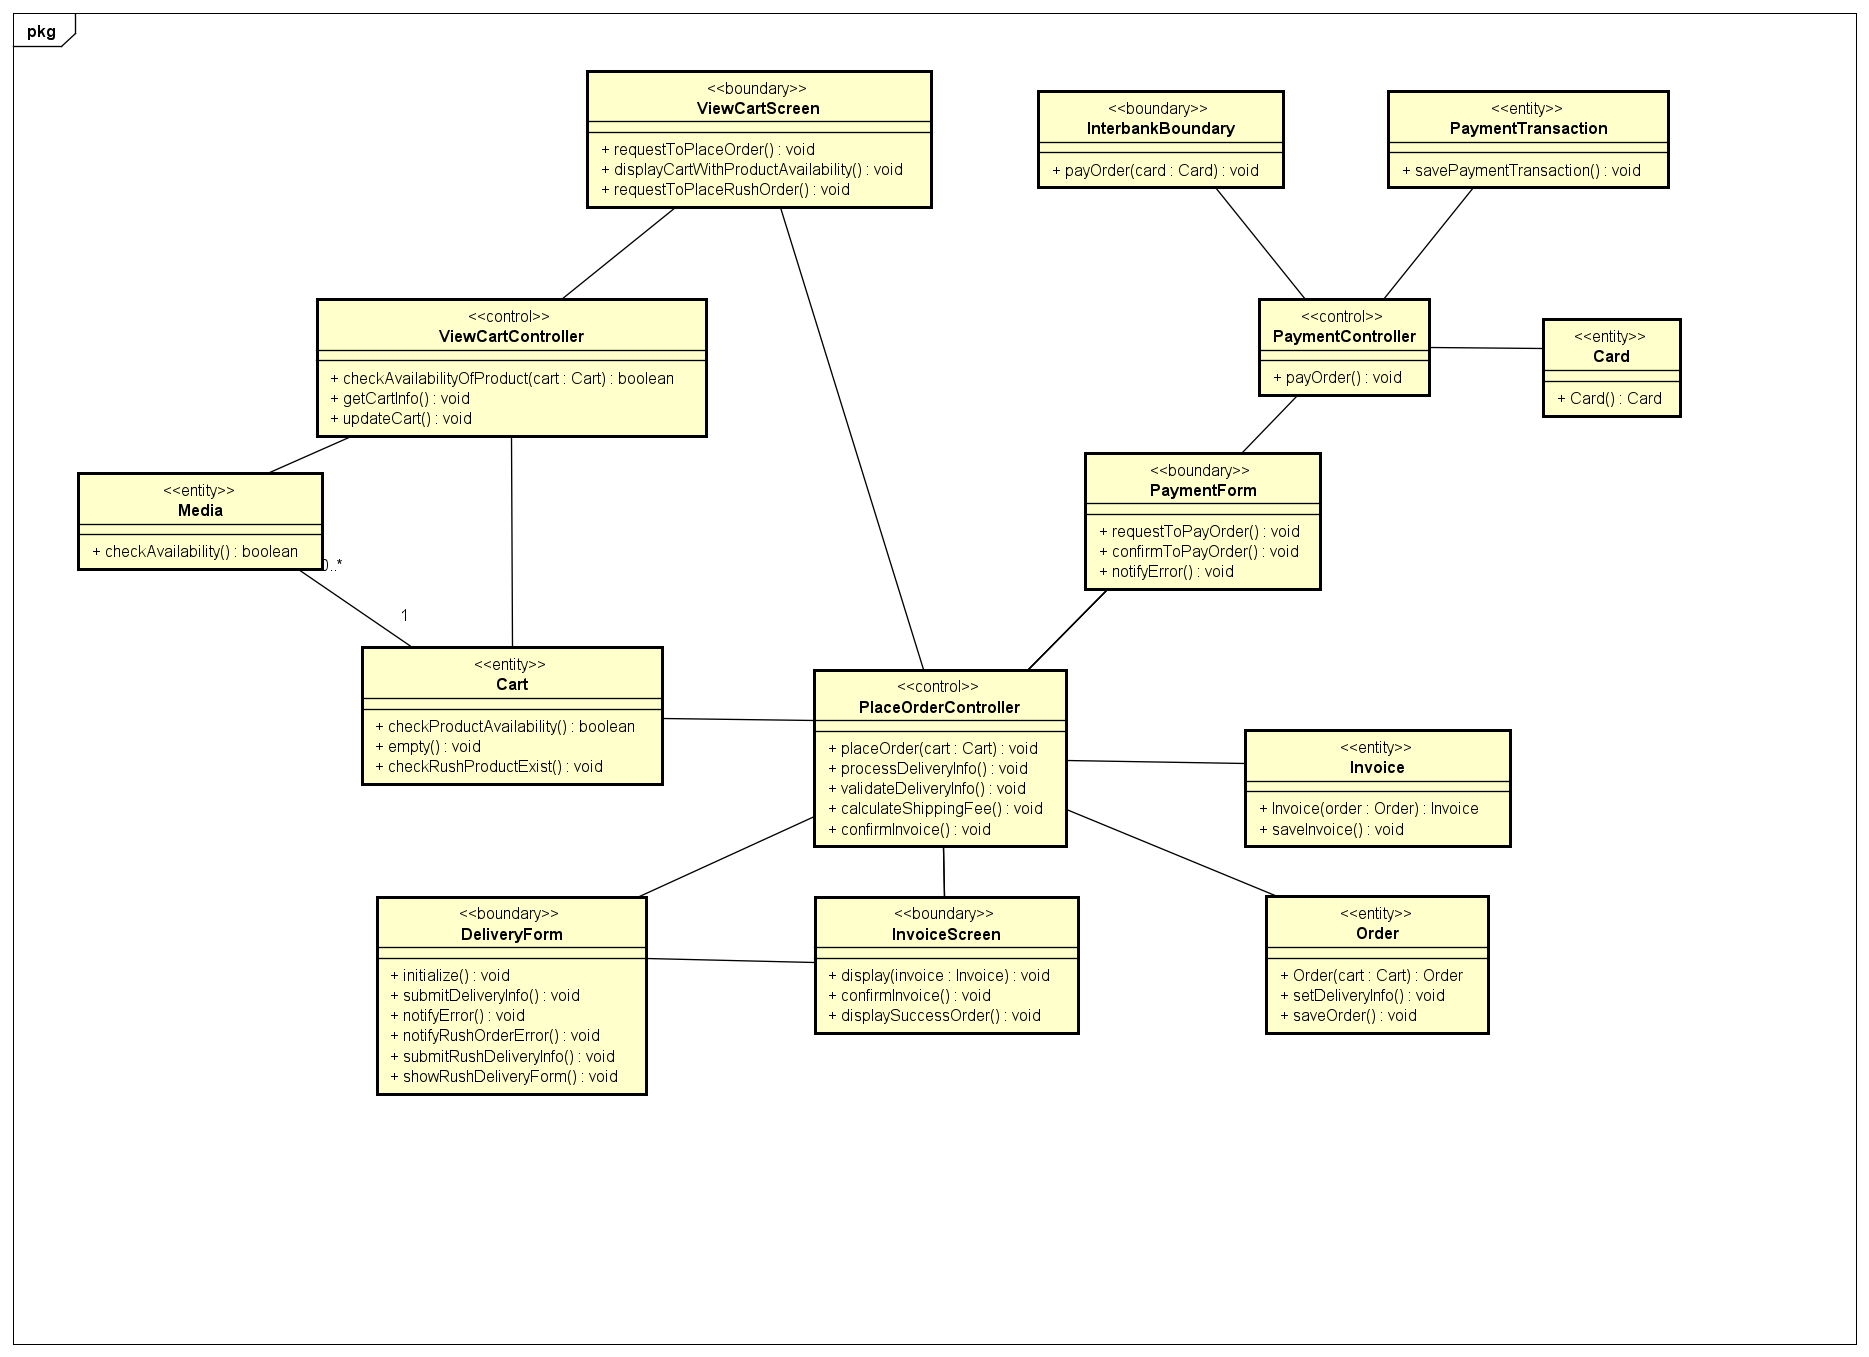 pkg
<<boundary>>
ViewCartScreen
+ requestToPlaceOrder() : void
+ displayCartWithProductAvailability() : void
+ requestToPlaceRushOrder() : void
<<boundary>>
InterbankBoundary
+ payOrder(card : Card) : void
<<entity>>
PaymentTransaction
+ savePaymentTransaction() : void
<<control>>
ViewCartController
+ checkAvailabilityOfProduct(cart : Cart) : boolean
+ getCartInfo() : void
+ updateCart() : void
<<control>>
PaymentController
+ payOrder() : void
<<entity>>
Card
+ Card() : Card
<<entity>>
Media
+ checkAvailability() : boolean
0..*
1
<<boundary>>
PaymentForm
+ requestToPayOrder() : void
+ confirmToPayOrder() : void
+ notifyError() : void
<<entity>>
Cart
+ checkProductAvailability() : boolean
+ empty() : void
+ checkRushProductExist() : void
<<control>>
PlaceOrderController
+ placeOrder(cart : Cart) : void
+ processDeliveryInfo() : void
+ validateDeliveryInfo() : void
+ calculateShippingFee() : void
+ confirmInvoice() : void
<<entity>>
Invoice
+ Invoice(order : Order) : Invoice
+ saveInvoice() : void
<<boundary>>
DeliveryForm
+ initialize() : void
+ submitDeliveryInfo() : void
+ notifyError() : void
+ notifyRushOrderError() : void
+ submitRushDeliveryInfo() : void
+ showRushDeliveryForm() : void
<<boundary>>
InvoiceScreen
+ display(invoice : Invoice) : void
+ confirmInvoice() : void
+ displaySuccessOrder() : void
<<entity>>
Order
+ Order(cart : Cart) : Order
+ setDeliveryInfo() : void
+ saveOrder() : void